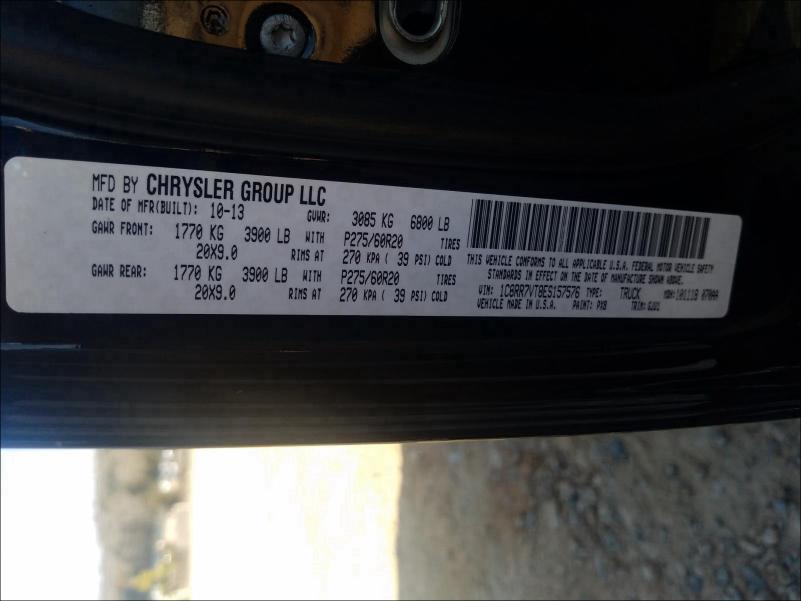 MFD BY CHRYSLER GROUP LLC
DATE OF MFR(BUILT): 10-13 GVWR: 3085 KG 6800 LB
GAWR FRONT: 1770 KG 3900 LB WITH P275/60R20 TIRES
20X9.0 RIMS AT 270 KPA ( 39 PSI) COLD
GAWR REAR: 1770 KG 3900 LB WITH P275/60R20 TIRES
20X9.0 RIMS AT 270 KPA ( 39 PSI) COLD
THIS VEHICLE CONFORMS TO ALL APPLICABLE U.S.A. FEDERAL MOTOR VEHICLE SAFETY
STANDARDS IN EFFECT ON THE DATE OF MANUFACTURE SHOWN ABOVE.
1C6RR7VT8ES157576 TYPE: TRUCK MDH: 101118
VEHICLE MADE IN U.S.A. PAINT: PXB TRIM: